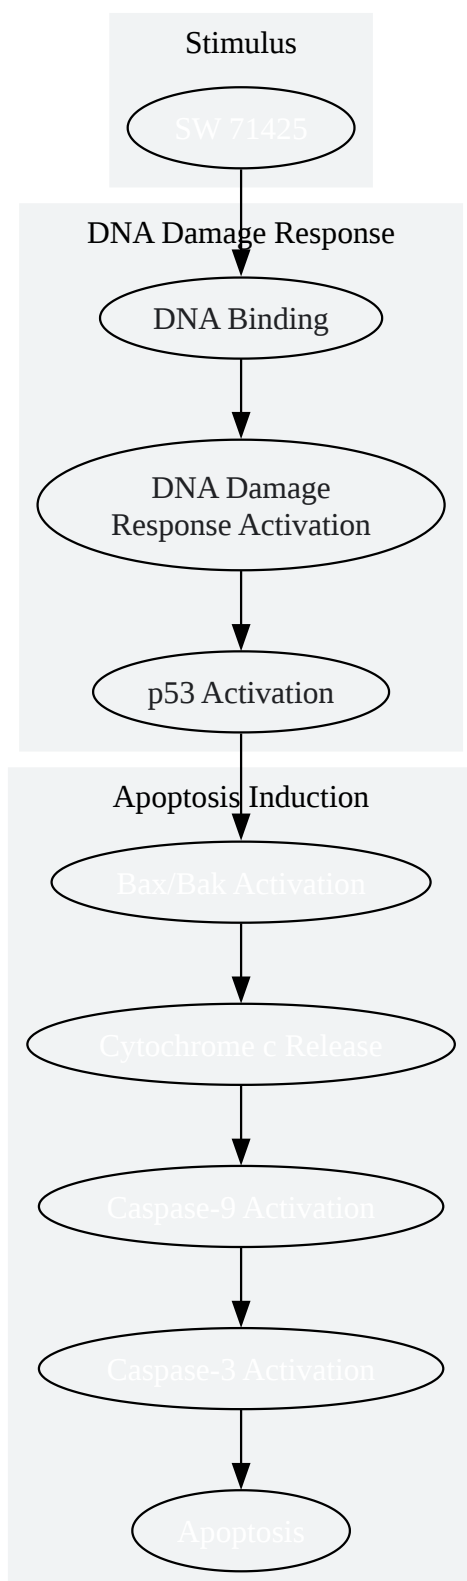 Stimulus
SW 71425
DNA Damage Response
DNA Binding
DNA Damage
Response Activation
p53 Activation
Apoptosis Induction
Bax/Bak Activation
Cytochrome c Release
Caspase-9 Activation
Caspase-3 Activation
Apoptosis